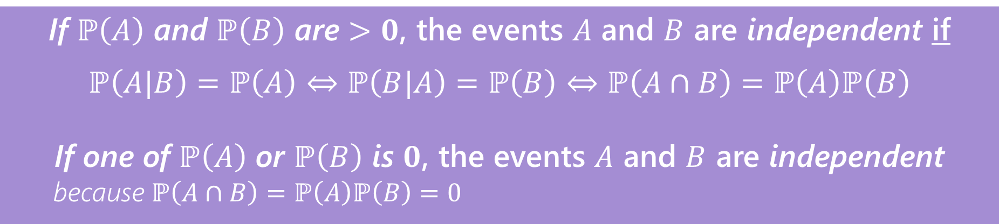 If ℙ(A) and ℙ(B) are > 0, the events A and B are independent if
ℙ(A|B) = ℙ(A) ⇔ ℙ(B|A) = ℙ(B) ⇔ ℙ(A ∩ B) = ℙ(A)ℙ(B)
If one of ℙ(A) or ℙ(B) is 0, the events A and B are independent
because ℙ(A ∩ B) = ℙ(A)ℙ(B) = 0